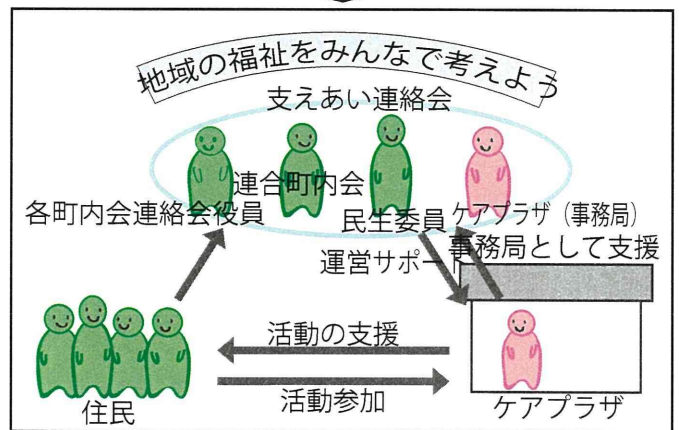 地域の福祉をみんなで考えよう
支えあい連絡会
連合町内会
各町内会連絡会役員
民生委員
ケアプラザ（事務局）
運営サポート
事務局として支援
活動の支援
活動参加
住民
ケアプラザ